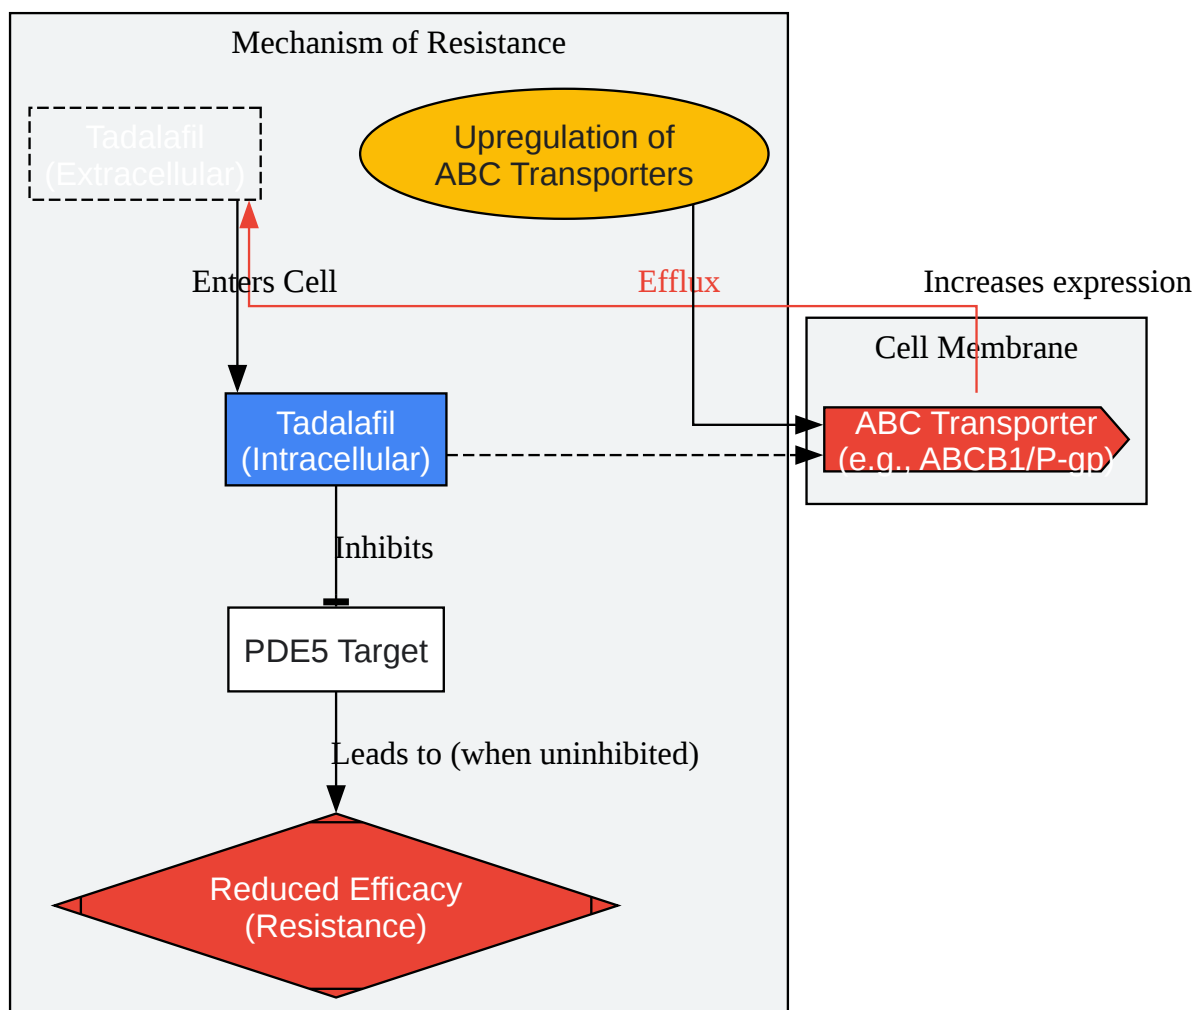 Mechanism of Resistance
Tadalafil
(Extracellular)
Upregulation of
ABC Transporters
Enters Cell
Efflux
Increases expression
Cell Membrane
Tadalafil
(Intracellular)
ABC Transporter
(e.g., ABCB1/P-gp)
Inhibits
PDE5 Target
Leads to (when uninhibited)
Reduced Efficacy
(Resistance)